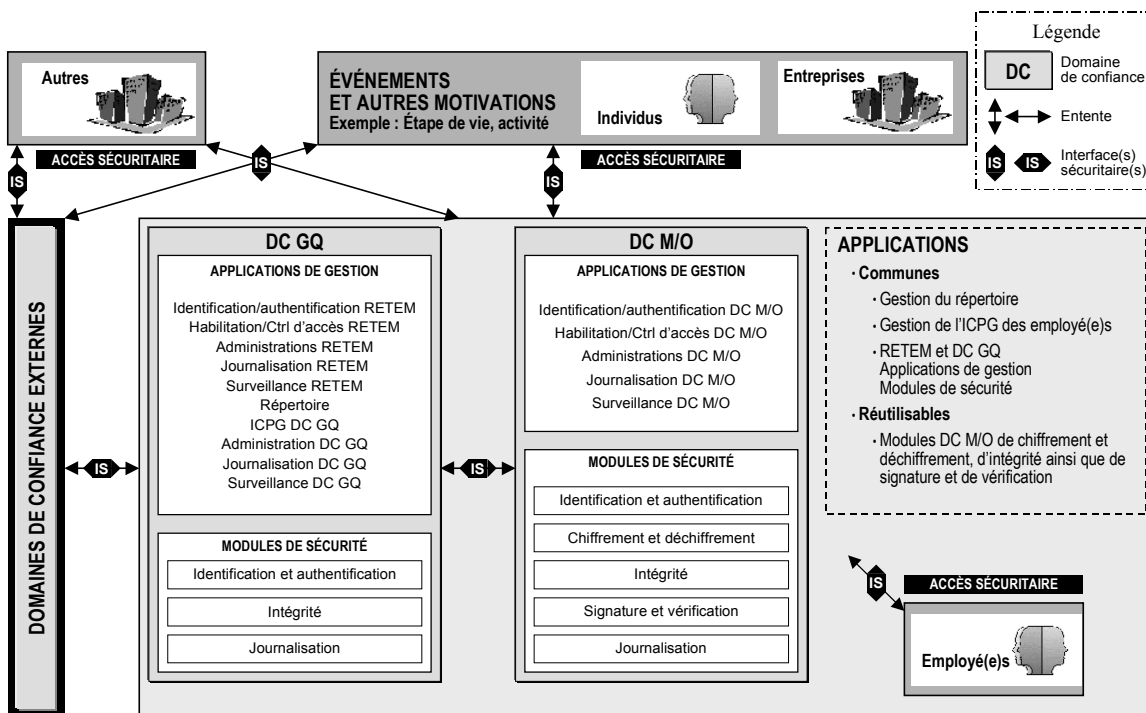 Autres
ÉVÉNEMENTS
ET AUTRES MOTIVATIONS
Exemple : Étape de vie, activité
Individus
Entreprises
Légende
DC
Domaine
de confiance
Entente
IS
IS
Interface(s)
sécuritaire(s)
ACCÈS SÉCURITAIRE
IS
IS
IS
ACCÈS SÉCURITAIRE
DOMAINES DE CONFIANCE EXTERNES
IS
DC GQ
APPLICATIONS DE GESTION
Identification/authentification RETEM
Habilitation/Ctrl d'accès RETEM
Administrations RETEM
Journalisation RETEM
Surveillance RETEM
Répertoire
ICPG DC GQ
Administration DC GQ
Journalisation DC GQ
Surveillance DC GQ
MODULES DE SÉCURITÉ
Identification et authentification
Intégrité
Journalisation
IS
DC M/O
APPLICATIONS DE GESTION
Identification/authentification DC M/O
Habilitation/Ctrl d'accès DC M/O
Administrations DC M/O
Journalisation DC M/O
Surveillance DC M/O
MODULES DE SÉCURITÉ
Identification et authentification
Chiffrement et déchiffrement
Intégrité
Signature et vérification
Journalisation
APPLICATIONS
· Communes
· Gestion du répertoire
· Gestion de l'ICPG des employé(e)s
· RETEM et DC GQ
Applications de gestion
Modules de sécurité
· Réutilisables
· Modules DC M/O de chiffrement et
déchiffrement, d'intégrité ainsi que de
signature et de vérification
IS
ACCÈS SÉCURITAIRE
Employé(e)s